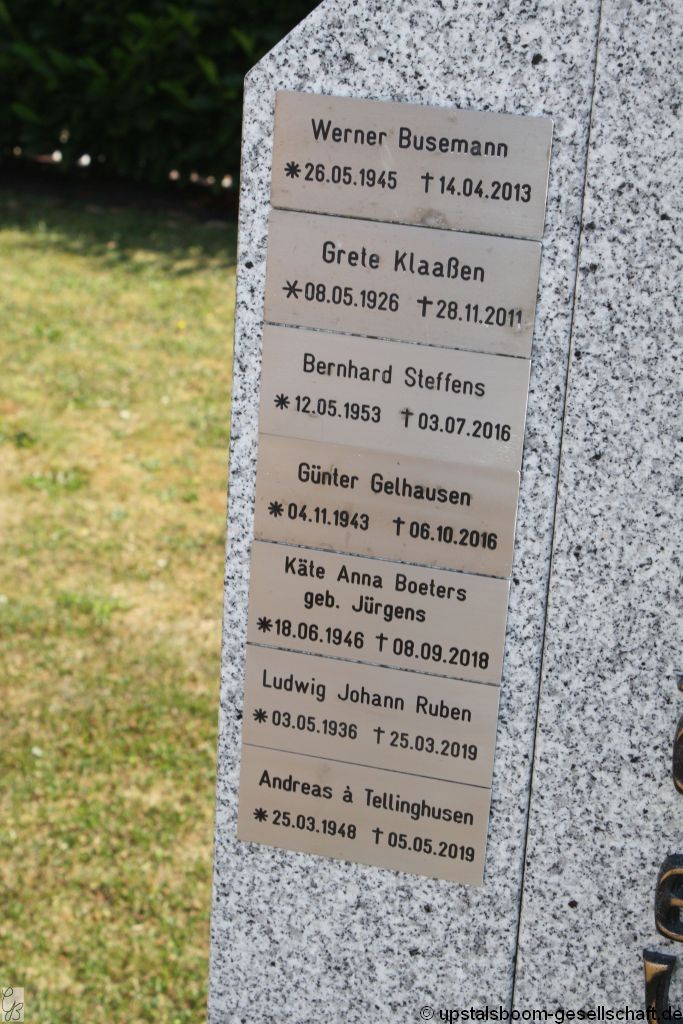 Werner Busemann
*26.05.1945 †14.04.2013
Grete Klaaßen
*08.05.1926 †28.11.2011
Bernhard Steffens
*12.05.1953 †03.07.2016
Günter Gelhausen
*04.11.1943 †06.10.2016
Käte Anna Boeters
geb. Jürgens
*18.06.1946 †08.09.2018
Ludwig Johann Ruben
*03.05.1936 †25.03.2019
Andreas à Tellinghusen
*25.03.1948 †05.05.2019
© upstalsboom-gesellschaft.de